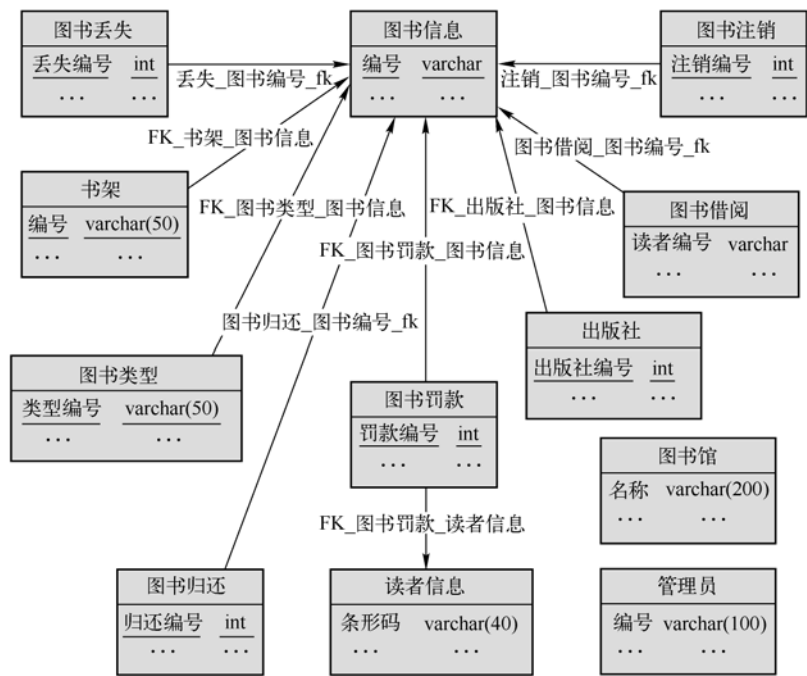 图书丢失
丢失编号 int
... ...
丢失_图书编号_fk
图书信息
编号 varchar
... ...
图书注销
注销编号 int
... ...
注销_图书编号_fk
FK_书架_图书信息
图书借阅_图书编号_fk
书架
编号 varchar(50)
... ...
FK_图书类型_图书信息
FK_出版社_图书信息
图书借阅
读者编号 varchar
... ...
FK_图书罚款_图书信息
图书归还_图书编号_fk
出版社
出版社编号 int
... ...
图书类型
类型编号 varchar(50)
... ...
图书罚款
罚款编号 int
... ...
图书馆
名称 varchar(200)
... ...
FK_图书罚款_读者信息
图书归还
归还编号 int
... ...
读者信息
条形码 varchar(40)
... ...
管理员
编号 varchar(100)
... ...